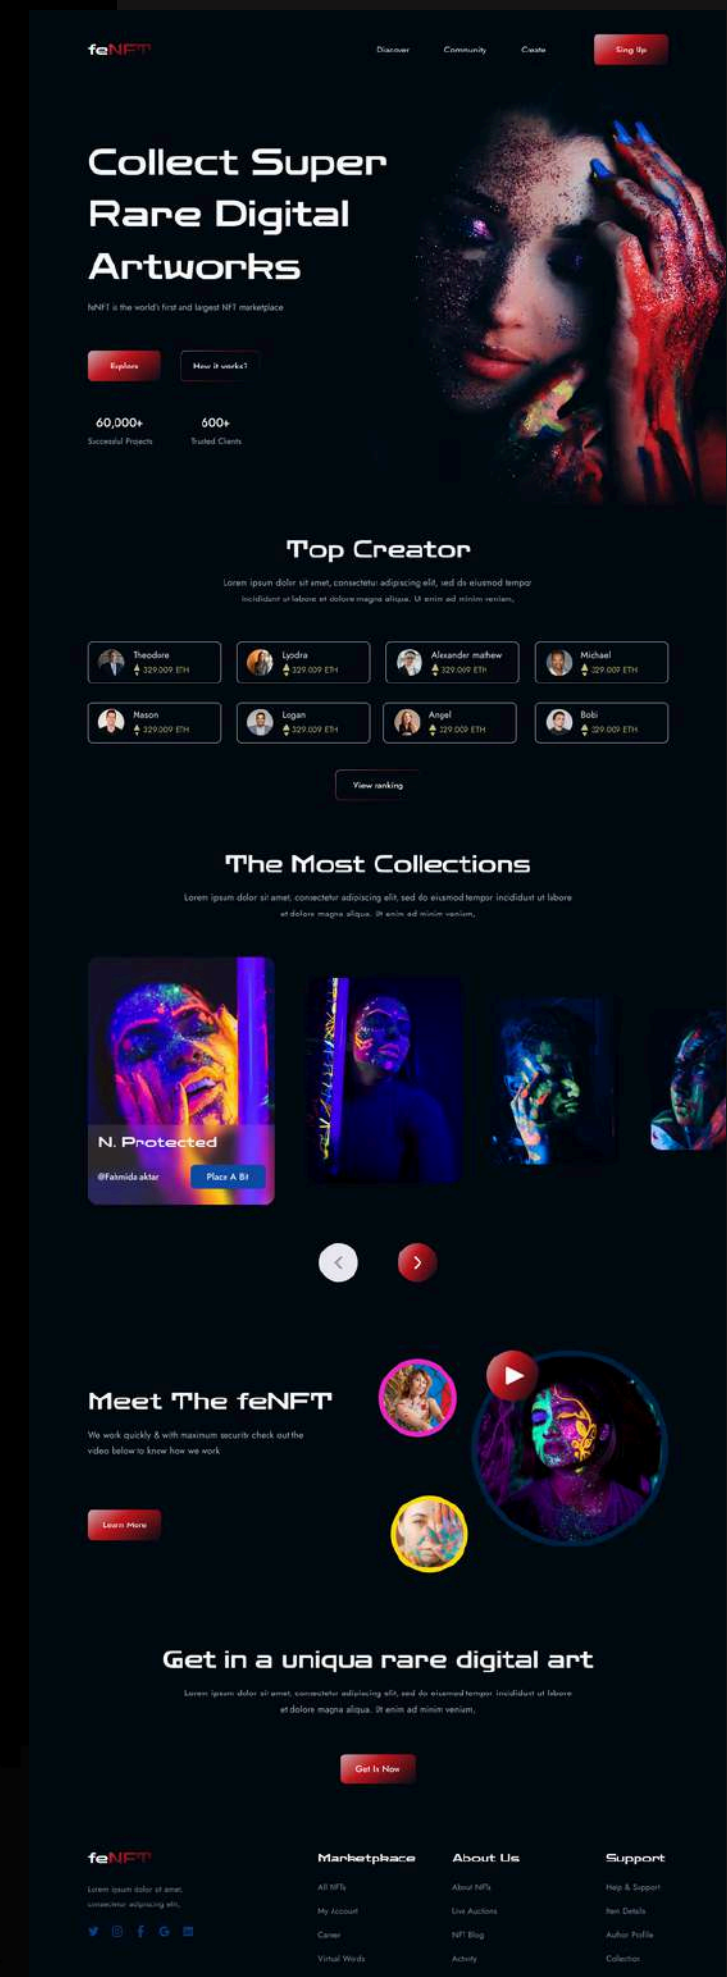 feNFT
Discover
Community
Create
Sing Up
Collect Super
Rare Digital
Artworks
feNFT is the world's first and largest NFT marketplace
Explore
How it works?
60,000+
600+
Successful Projects
Trusted Clients
Top Creator
Lorem ipsum dolor sit amet, consectetur adipiscing elit, sed do eiusmod tempor
incididunt ut labore et dolore magna aliqua. Ut enim ad minim veniam,
Theodore
329.009 ETH
Lyodra
329.009 ETH
Alexander mathew
329.009 ETH
Michael
329.009 ETH
Mason
329.009 ETH
Logan
329.009 ETH
Angel
329.009 ETH
Bobi
329.009 ETH
View ranking
The Most Collections
Lorem ipsum dolor sit amet, consectetur adipiscing elit, sed do eiusmod tempor incididunt ut labore
et dolore magna aliqua. Ut enim ad minim veniam,
N. Protected
@Fahmida aktar
Place A Bit
Meet The feNFT
We work quickly & with maximum security check out the
video below to know how we work
Learn More
Get in a uniqua rare digital art
Lorem ipsum dolor sit amet, consectetur adipiscing elit, sed do eiusmod tempor incididunt ut labore
et dolore magna aliqua. Ut enim ad minim veniam,
Get Is Now
feNFT
Lorem ipsum dolor sit amet,
consectetur adipiscing elit,
Marketpkace
All NFTs
My Account
Career
Virtual Words
About Us
About NFTs
Live Auctions
NFT Blog
Activity
Support
Help & Support
Item Details
Author Profile
Collection